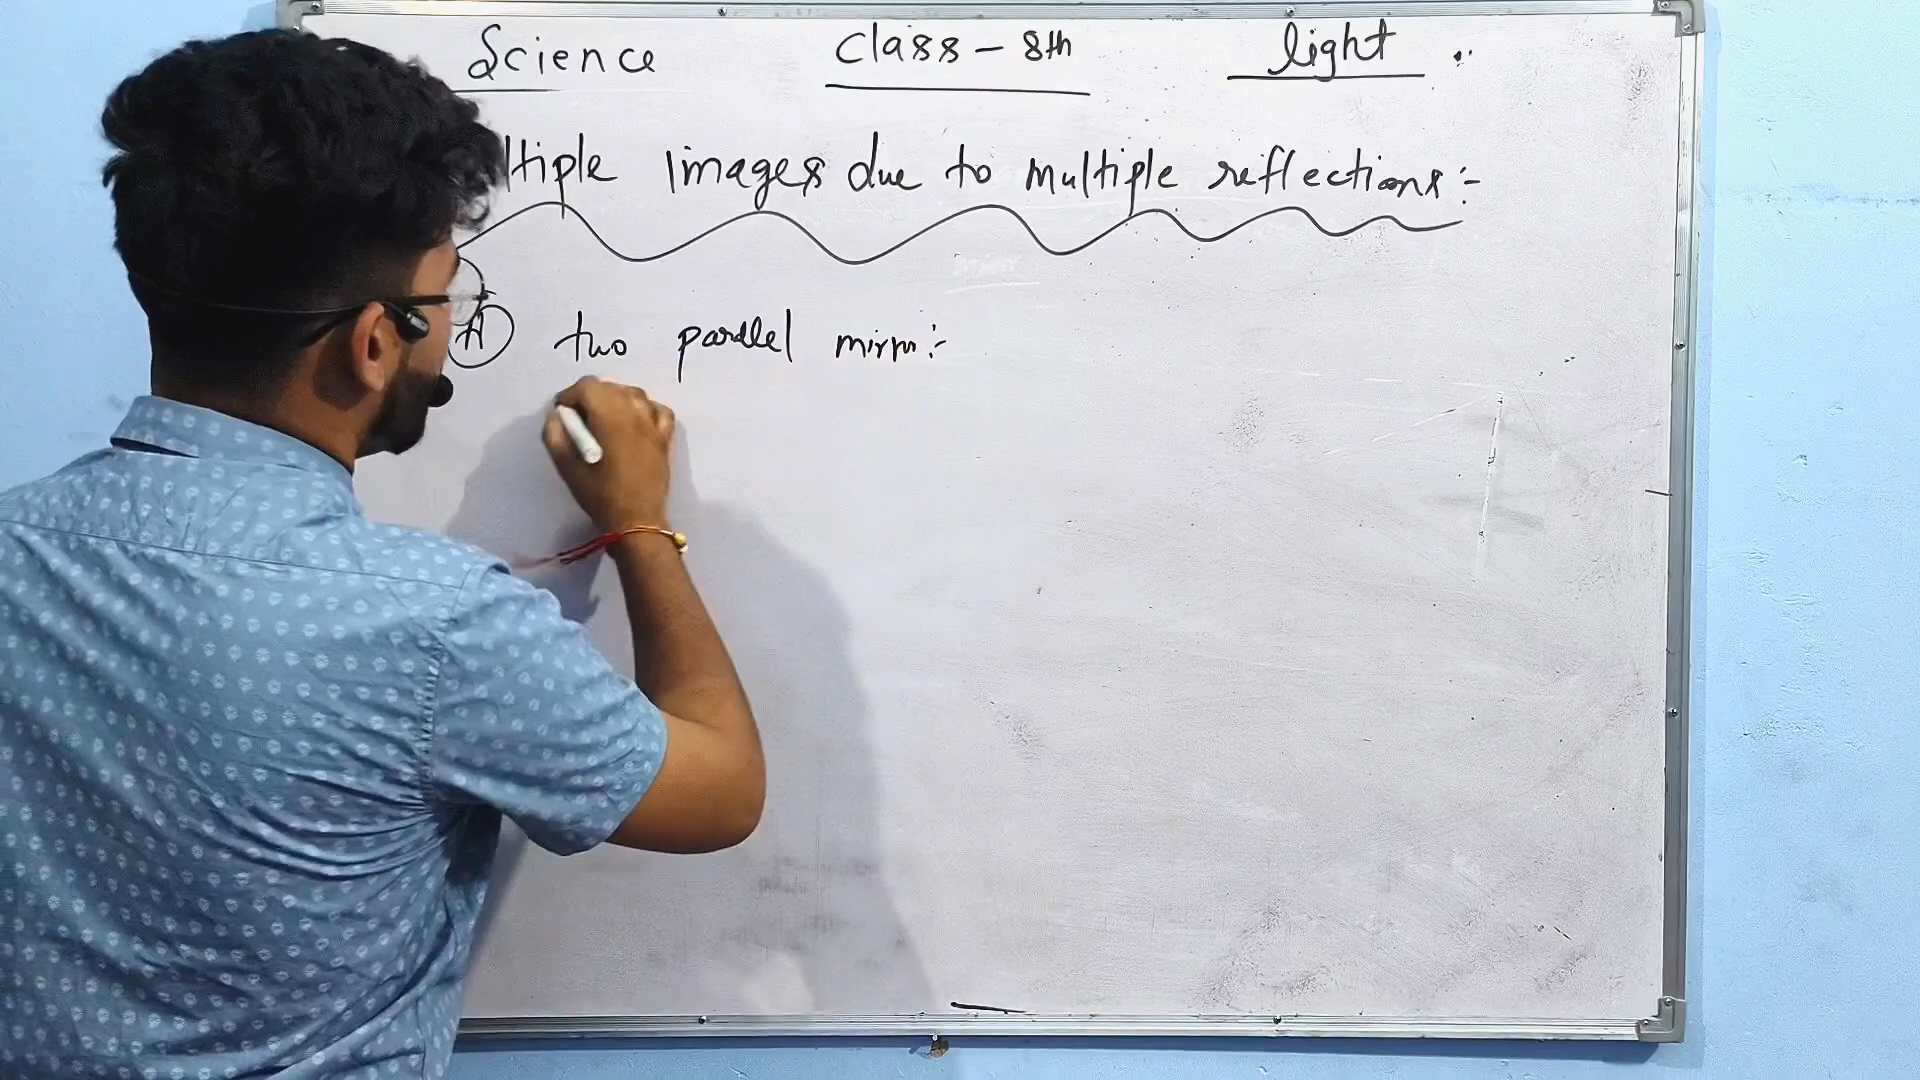 Science Class - 8th light
ltiple Images due to multiple reflections:-
A two parallel mirror:-